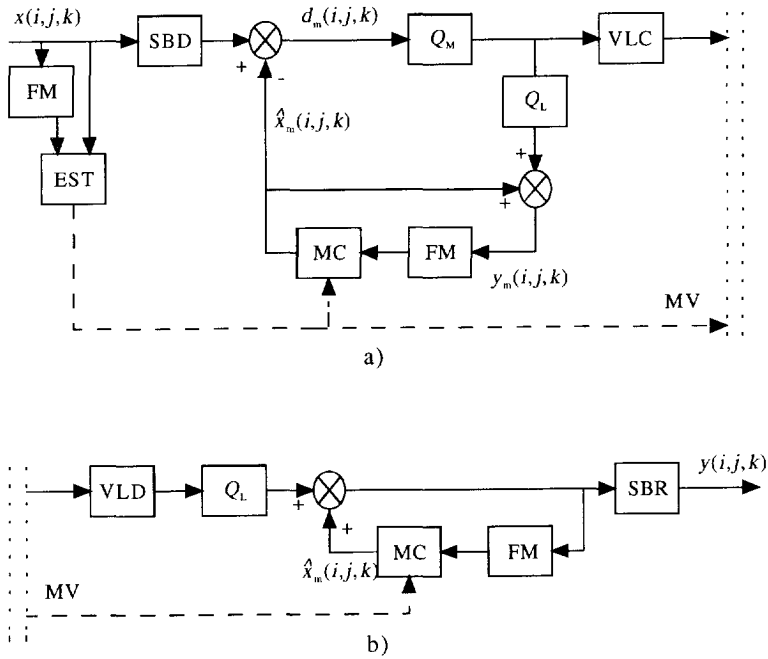 x(i,j,k)
d_m(i,j,k)
SBD
+
-
Q_M
VLC
FM
Q_L
x̂_m(i,j,k)
EST
+
+
MC
FM
y_m(i,j,k)
MV
a)
VLD
Q_L
+
+
SBR
y(i,j,k)
MC
FM
x̂_m(i,j,k)
MV
b)